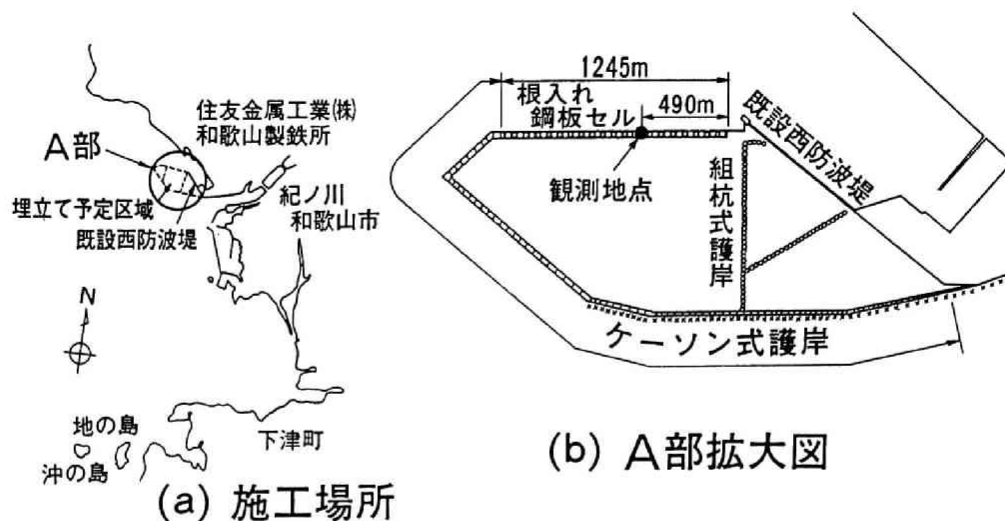 住友金属工業(株)
和歌山製鉄所
A部
紀ノ川
和歌山市
埋立て予定区域
既設西防波堤
N
地の島
沖の島
下津町
(a) 施工場所
1245m
根入れ
鋼板セル
490m
既設西防波堤
観測地点
組杭式護岸
ケーソン式護岸
(b) A部拡大図